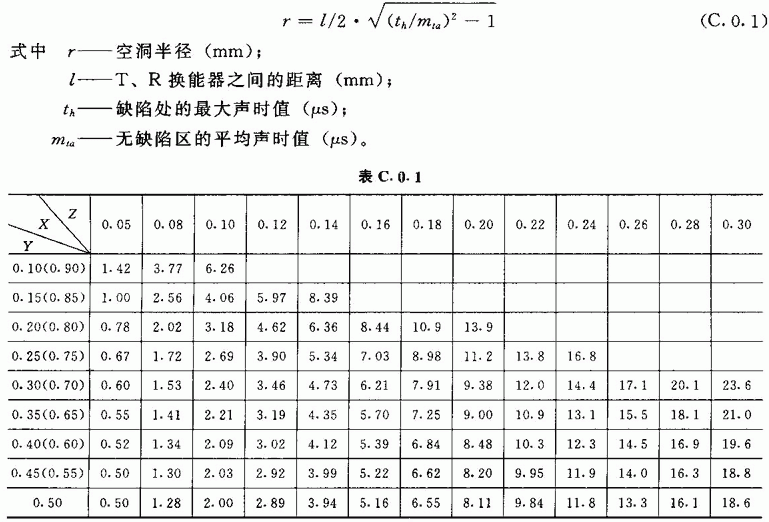 r = l/2 · √(t_h/m_ta)² − 1 (C.0.1)
式中 r——空洞半径（mm）；
l——T、R 换能器之间的距离（mm）；
t_h——缺陷处的最大声时值（μs）；
m_ta——无缺陷区的平均声时值（μs）。
表 C.0.1
X Z Y 0.05 0.08 0.10 0.12 0.14 0.16 0.18 0.20 0.22 0.24 0.26 0.28 0.30
0.10(0.90) 1.42 3.77 6.26
0.15(0.85) 1.00 2.56 4.06 5.97 8.39
0.20(0.80) 0.78 2.02 3.18 4.62 6.36 8.44 10.9 13.9
0.25(0.75) 0.67 1.72 2.69 3.90 5.34 7.03 8.98 11.2 13.8 16.8
0.30(0.70) 0.60 1.53 2.40 3.46 4.73 6.21 7.91 9.38 12.0 14.4 17.1 20.1 23.6
0.35(0.65) 0.55 1.41 2.21 3.19 4.35 5.70 7.25 9.00 10.9 13.1 15.5 18.1 21.0
0.40(0.60) 0.52 1.34 2.09 3.02 4.12 5.39 6.84 8.48 10.3 12.3 14.5 16.9 19.6
0.45(0.55) 0.50 1.30 2.03 2.92 3.99 5.22 6.62 8.20 9.95 11.9 14.0 16.3 18.8
0.50 0.50 1.28 2.00 2.89 3.94 5.16 6.55 8.11 9.84 11.8 13.3 16.1 18.6